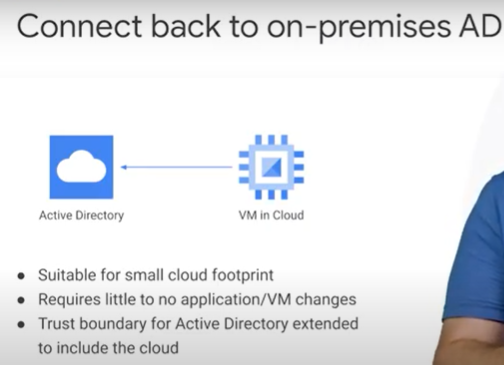 Connect back to on-premises AD
Active Directory
VM in Cloud
● Suitable for small cloud footprint
● Requires little to no application/VM changes
● Trust boundary for Active Directory extended
to include the cloud